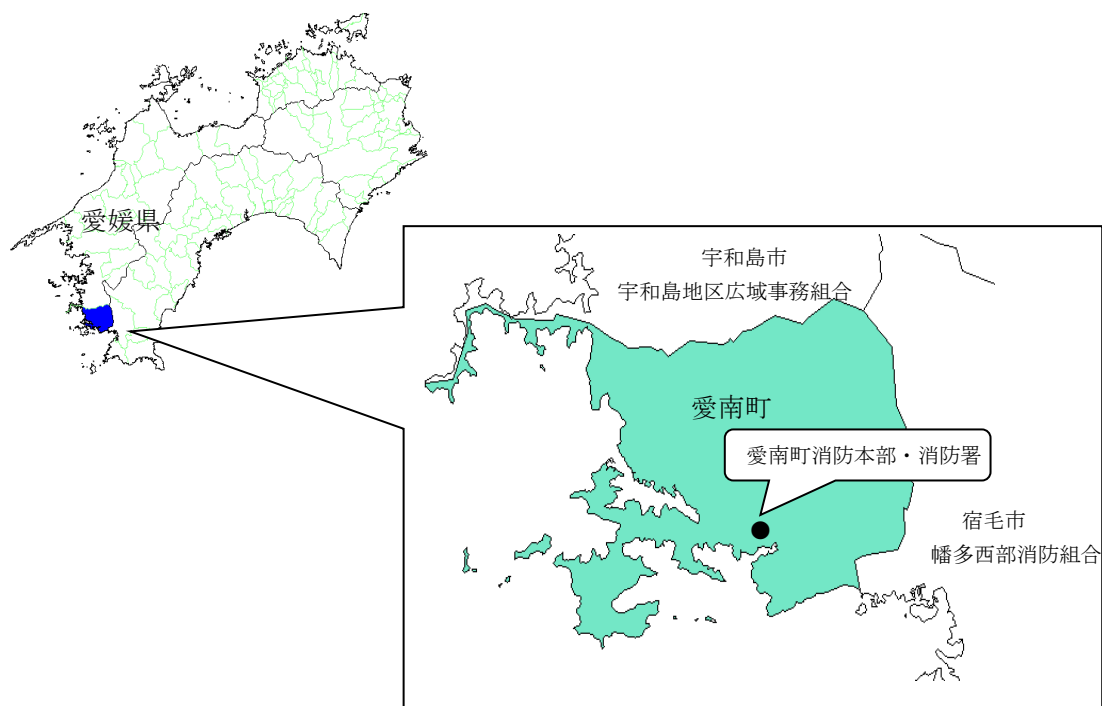 愛媛県
宇和島市
宇和島地区広域事務組合
愛南町
愛南町消防本部・消防署
宿毛市
幡多西部消防組合